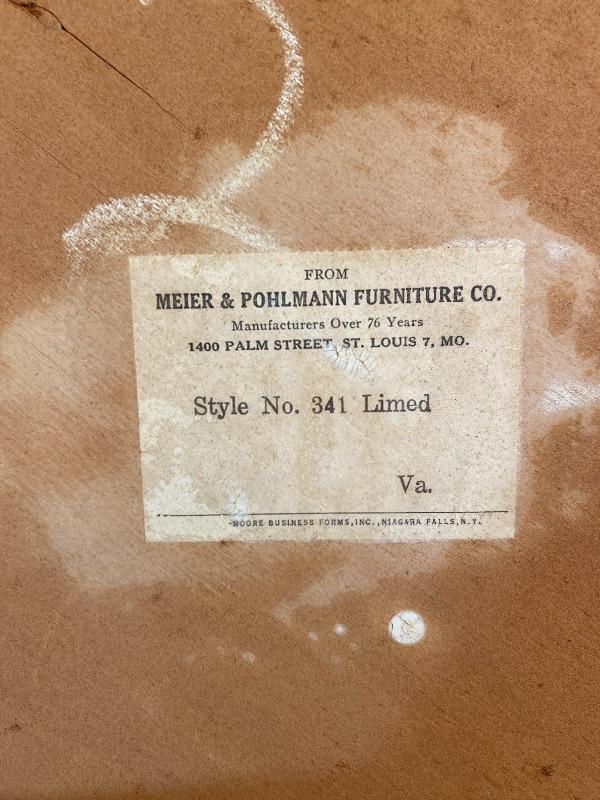 FROM
MEIER & POHLMANN FURNITURE CO.
Manufacturers Over 76 Years
1400 PALM STREET, ST. LOUIS 7, MO.
Style No. 341 Limed
Va.
MOORE BUSINESS FORMS, INC., NIAGARA FALLS, N.Y.